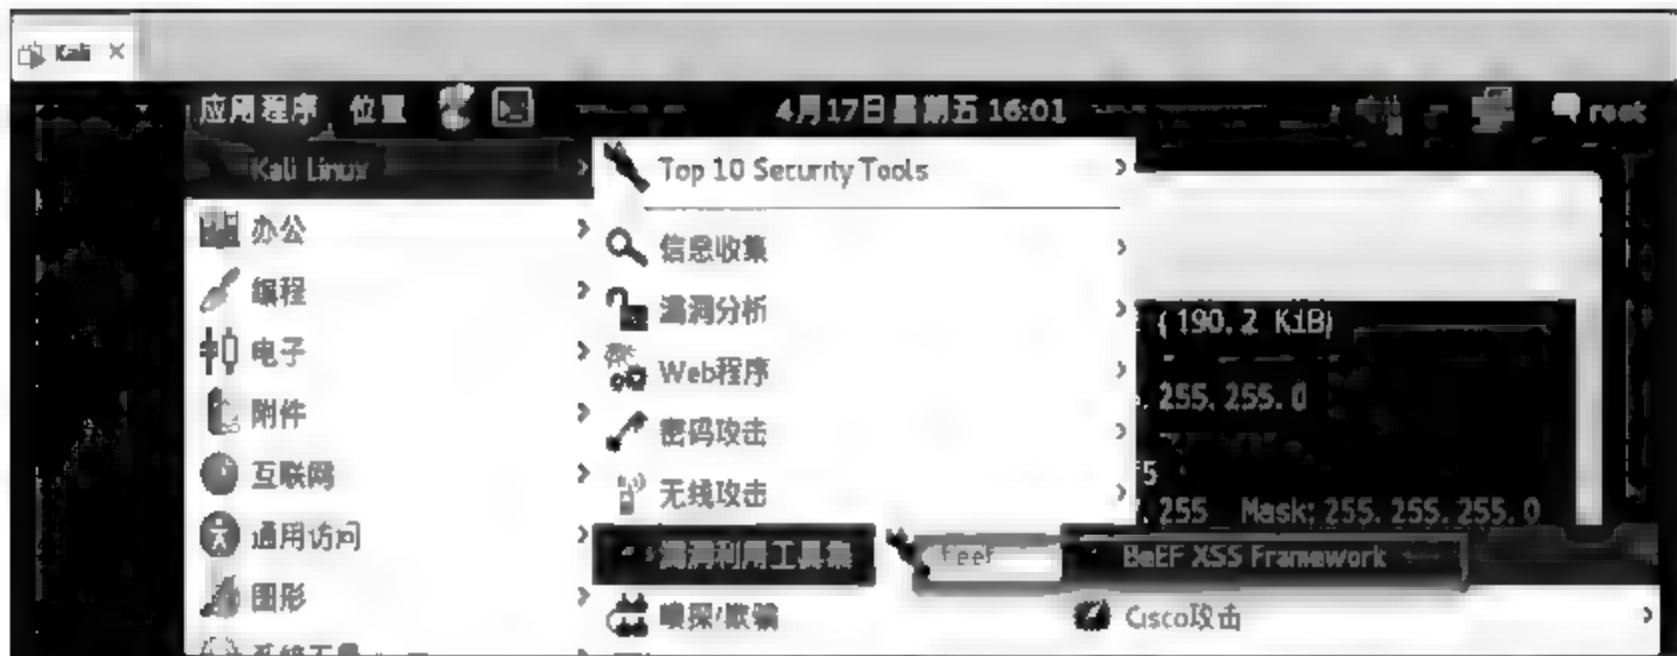 Kali
应用程序 位置 4月17日星期五 16:01 root
Kali Linux
Top 10 Security Tools
办公
信息收集
编程
漏洞分析
(190.2 KiB)
电子
Web程序
255.255.0
附件
密码攻击
互联网
无线攻击
255 Mask:255.255.255.0
通用访问
漏洞利用工具集
BeEF XSS Framework
图形
嗅探/欺骗
Cisco攻击
系统工具